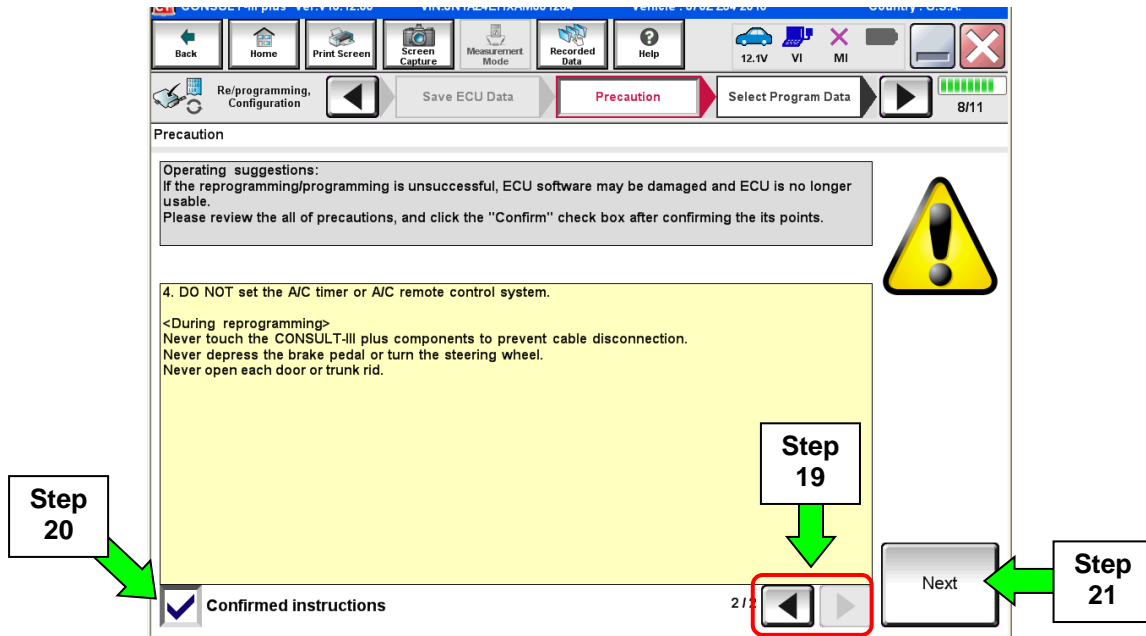 Back
Home
Print Screen
Screen
Capture
Measurement
Mode
Recorded
Data
Help
12.1V VI MI
Re/programming,
Configuration
Save ECU Data
Precaution
Select Program Data
8/11
Precaution
Operating suggestions:
If the reprogramming/programming is unsuccessful, ECU software may be damaged and ECU is no longer
usable.
Please review the all of precautions, and click the "Confirm" check box after confirming the its points.
4. DO NOT set the A/C timer or A/C remote control system.
<During reprogramming>
Never touch the CONSULT-III plus components to prevent cable disconnection.
Never depress the brake pedal or turn the steering wheel.
Never open each door or trunk rid.
Step
19
Step
20
Confirmed instructions
2/2
Next
Step
21